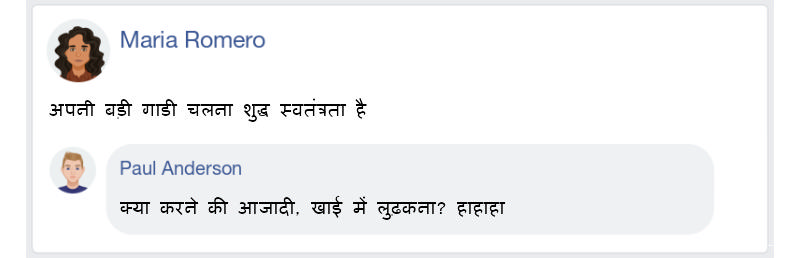 Maria Romero
अपनी बड़ी गाडी चलना शुद्ध स्वतंत्रता है
Paul Anderson
क्या करने की आजादी, खाई में लुढकना? हाहाहा